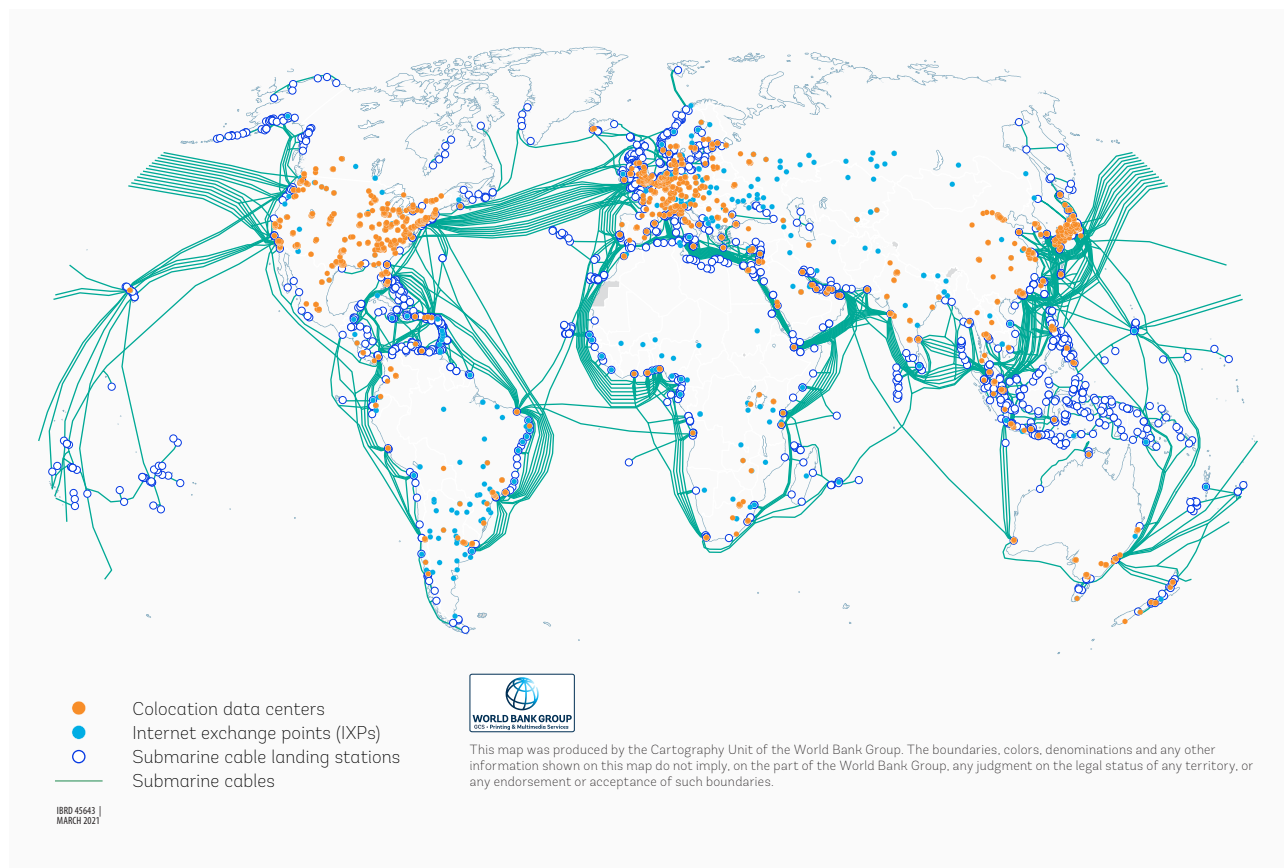 Colocation data centers
Internet exchange points (IXPs)
Submarine cable landing stations
Submarine cables
IBRD 45643 |
MARCH 2021
WORLD BANK GROUP
GCS • Printing & Multimedia Services
This map was produced by the Cartography Unit of the World Bank Group. The boundaries, colors, denominations and any other
information shown on this map do not imply, on the part of the World Bank Group, any judgment on the legal status of any territory, or
any endorsement or acceptance of such boundaries.